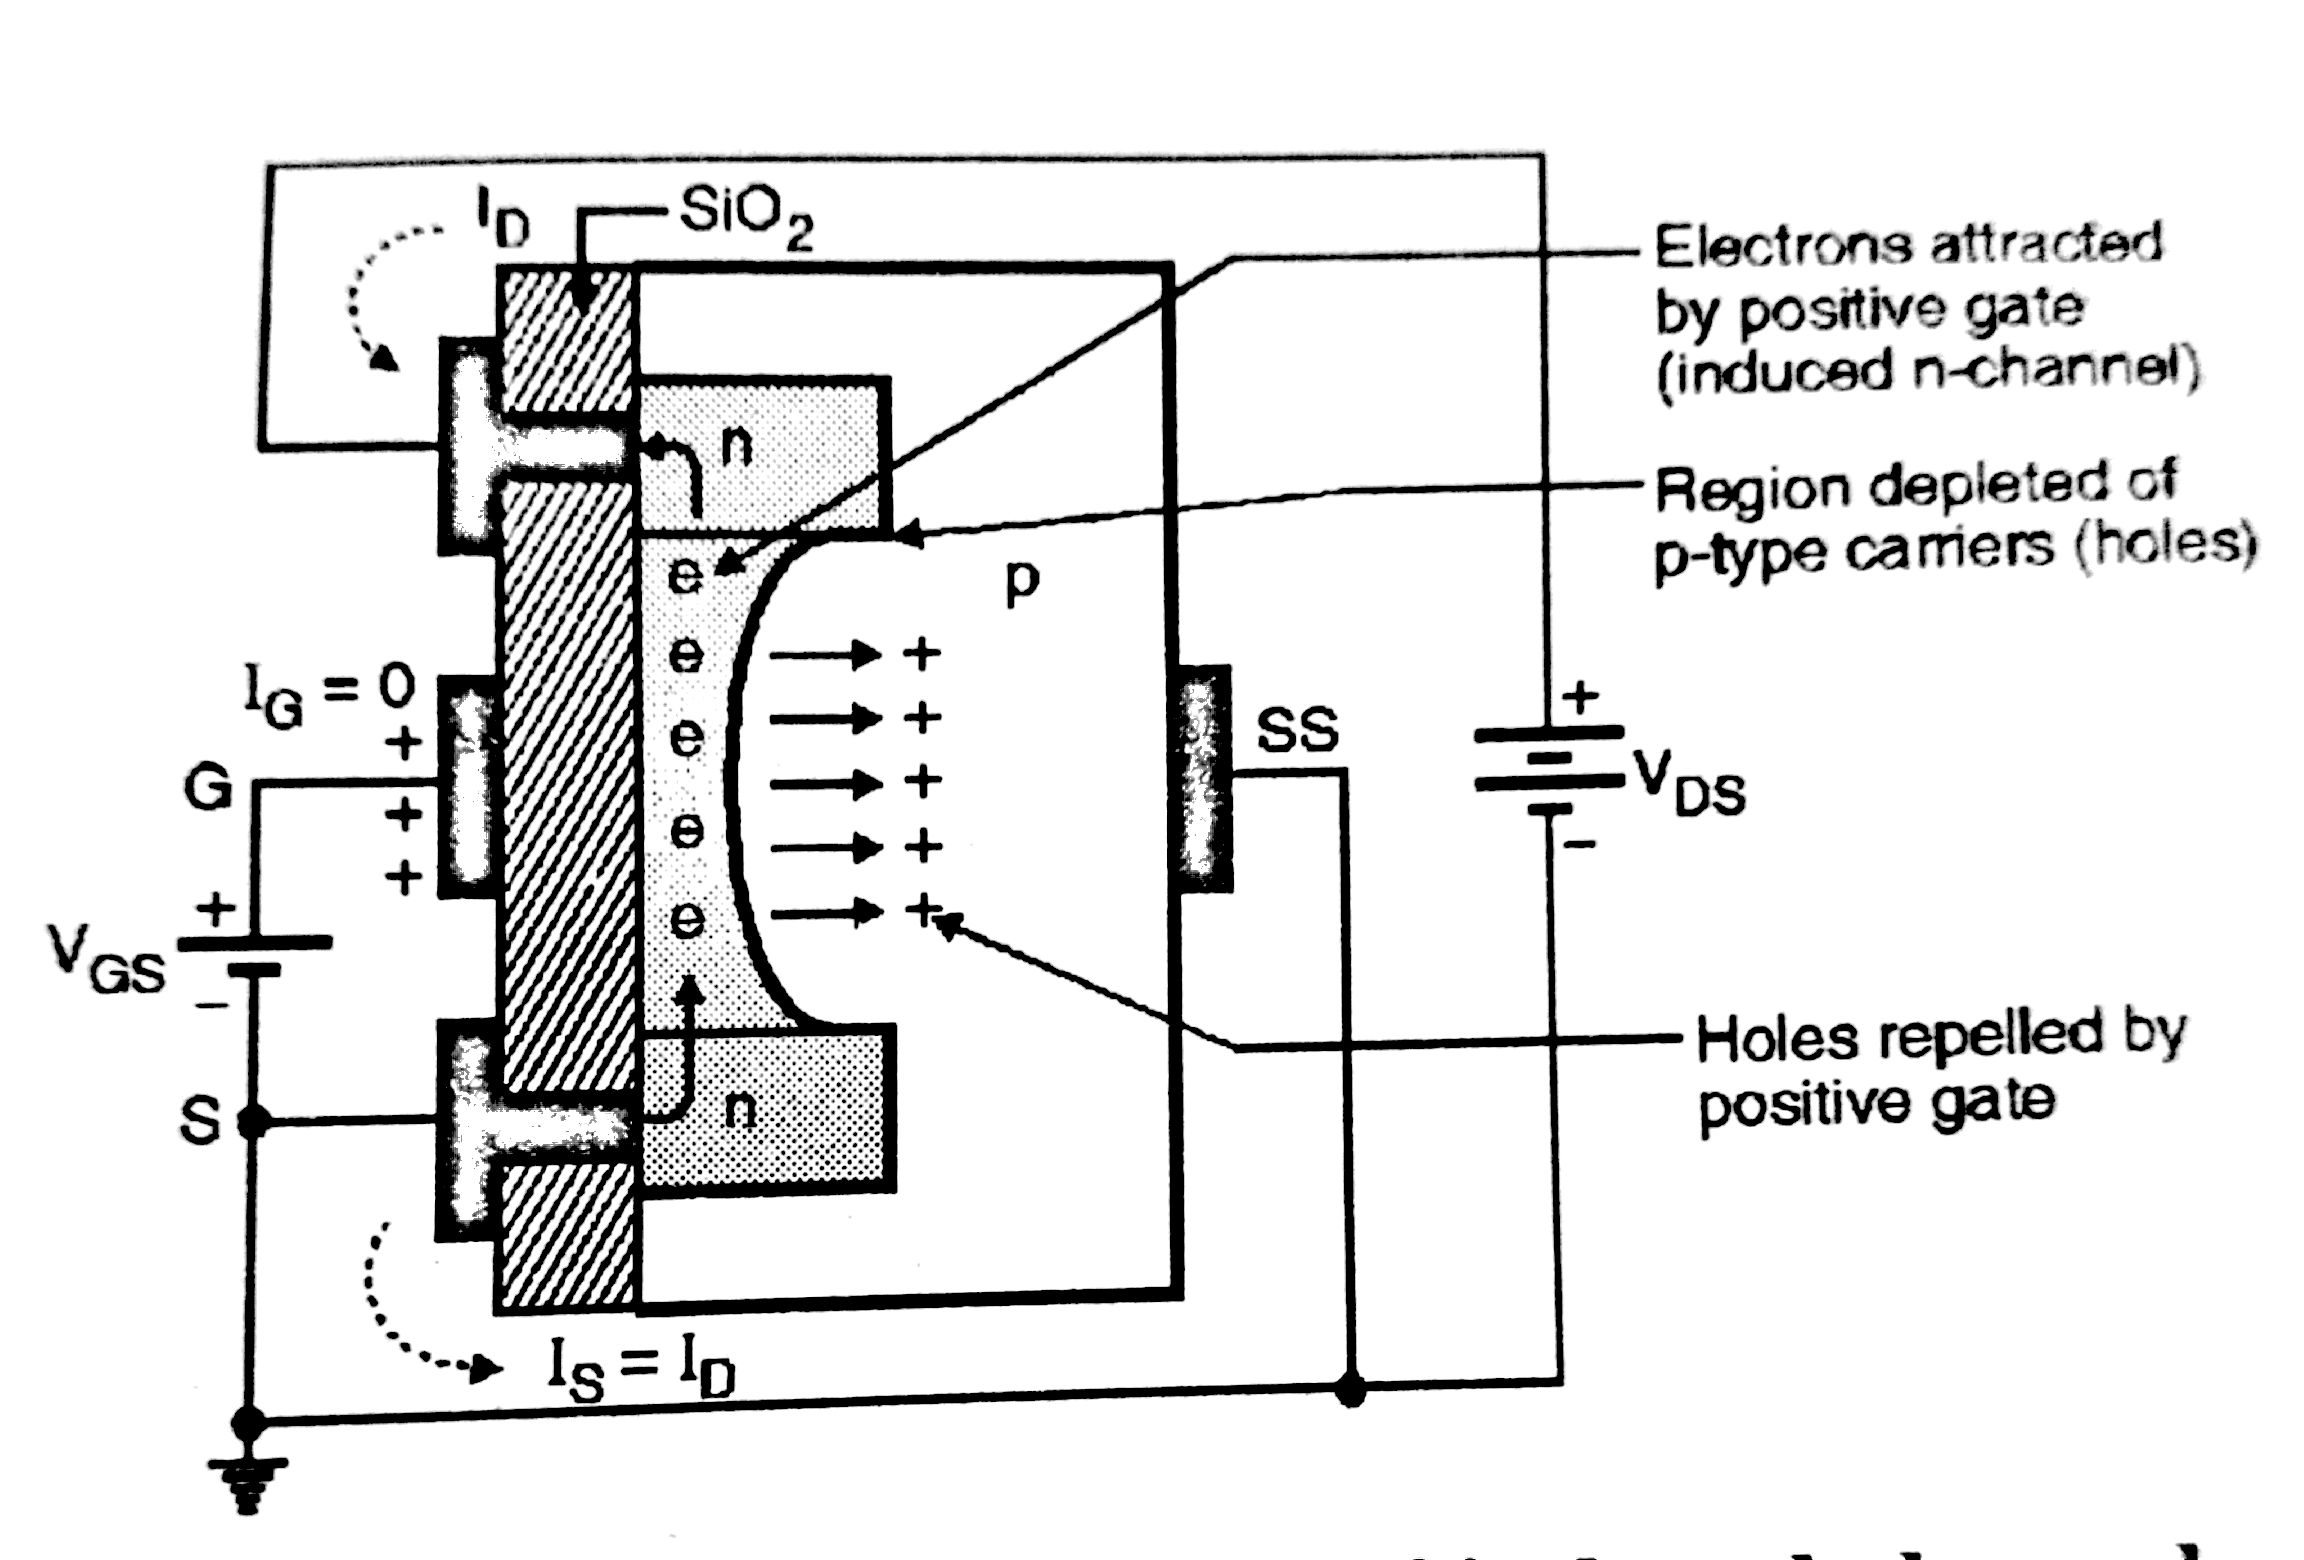 I_D
SiO₂
Electrons attracted
by positive gate
(induced n-channel)
n
Region depleted of
p-type carriers (holes)
e
p
e
+
I_G = 0
+
e
+
+
SS
+
V_DS
−
G
+
+
+
e
+
e
+
+
V_GS
−
Holes repelled by
positive gate
S
n
I_S = I_D